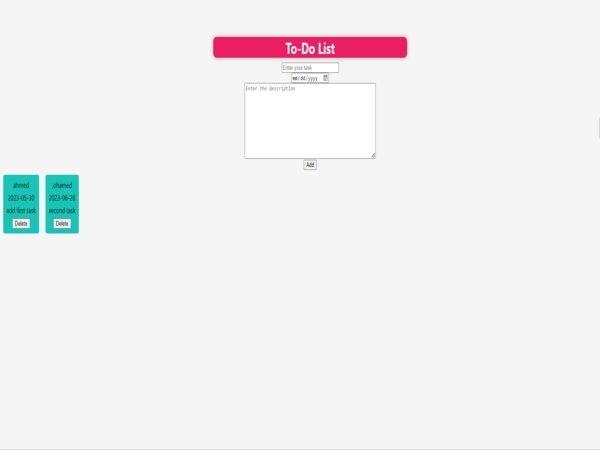 To-Do List
Enter your task
mm/dd/yyyy
Enter the description
Add
ahmed
2023-05-30
add first task
Delete
.ohamed
2023-06-28
second task
Delete